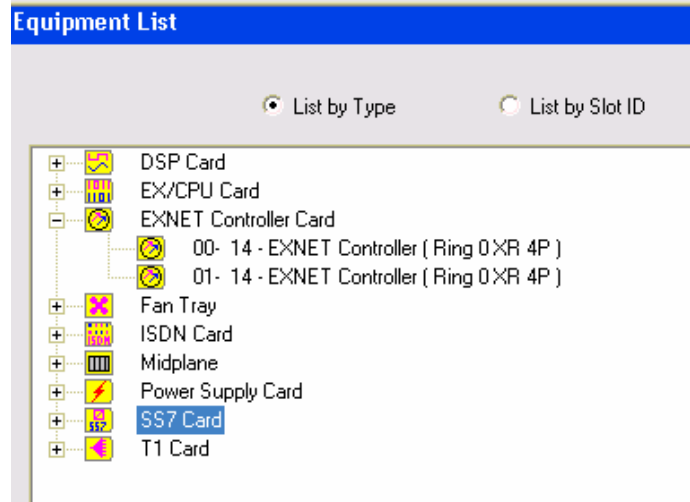 Equipment List
List by Type List by Slot ID
DSP Card
EX/CPU Card
EXNET Controller Card
00- 14 - EXNET Controller ( Ring 0 XR 4P )
01- 14 - EXNET Controller ( Ring 0 XR 4P )
Fan Tray
ISDN Card
Midplane
Power Supply Card
SS7 Card
T1 Card